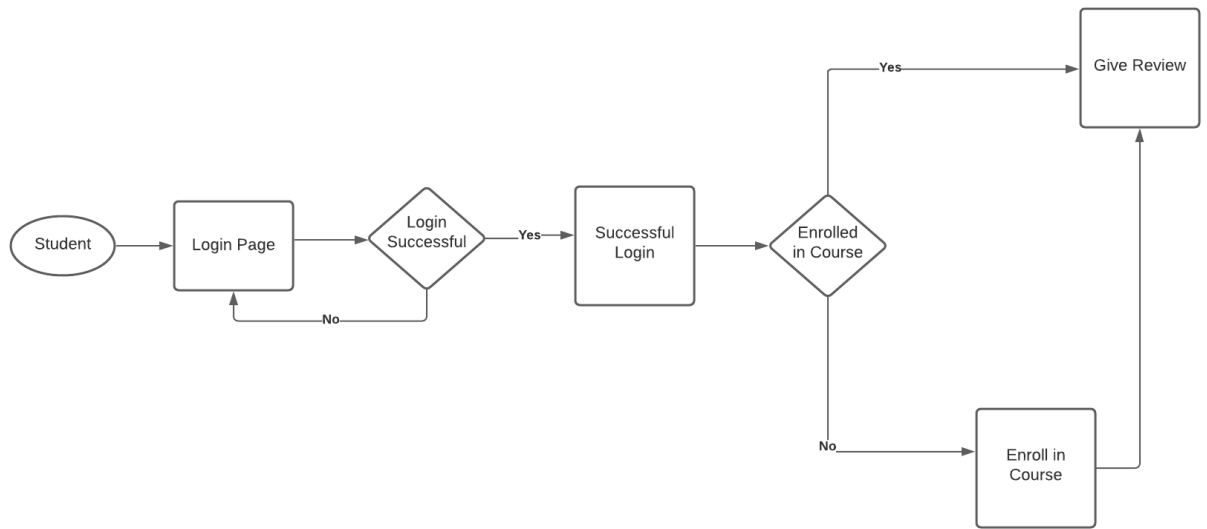 Student
Login Page
Login
Successful
No
Yes
Successful
Login
Enrolled
in Course
Yes
Give Review
No
Enroll in
Course